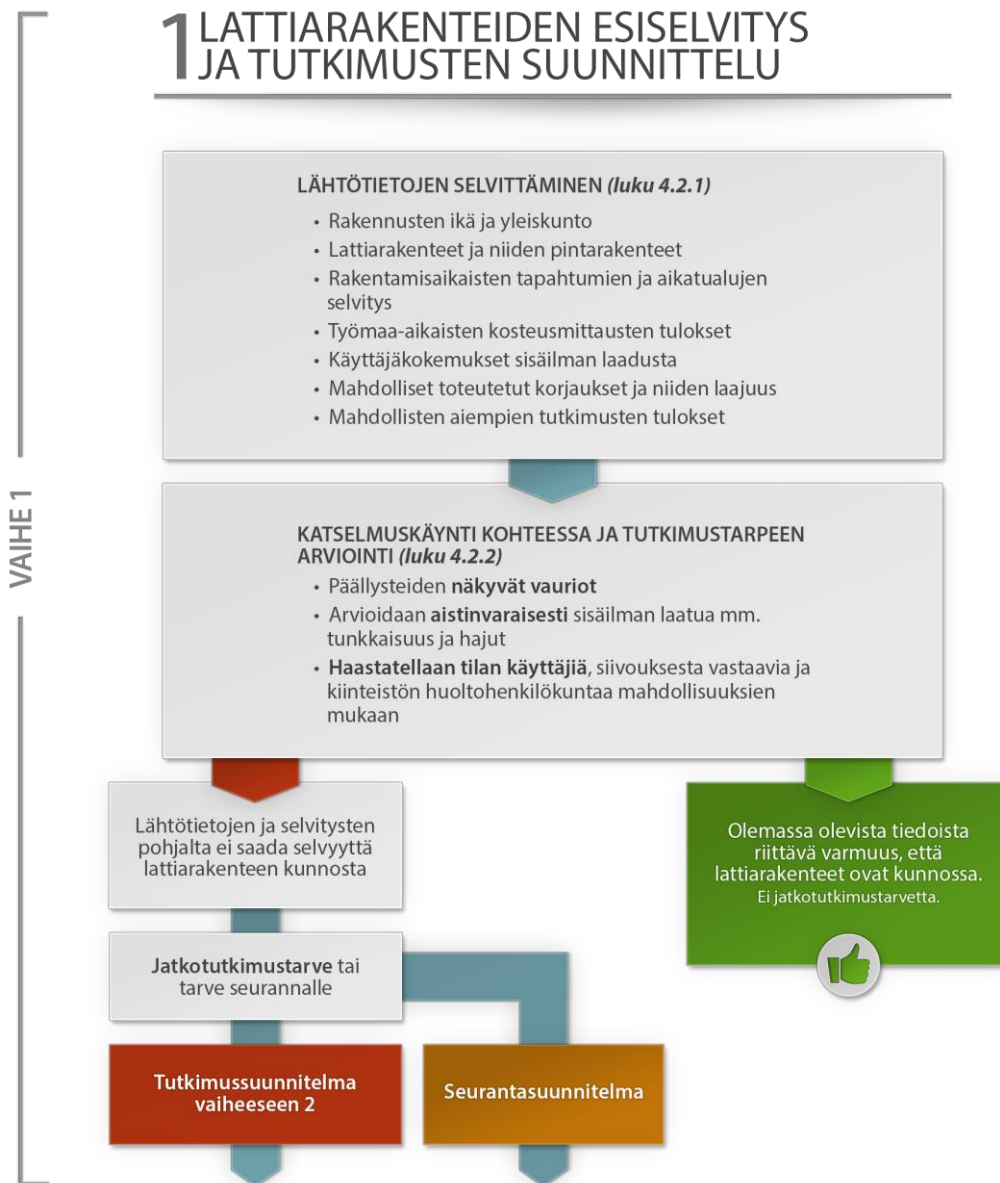 1 LATTIARAKENTEIDEN ESISELVITYS
JA TUTKIMUSTEN SUUNNITTELU
VAIHE 1
LÄHTÖTIETOJEN SELVITTÄMINEN (luku 4.2.1)
• Rakennusten ikä ja yleiskunto
• Lattiarakenteet ja niiden pintarakenteet
• Rakentamisaikaisten tapahtumien ja aikatualujen
selvitys
• Työmaa-aikaisten kosteusmittausten tulokset
• Käyttäjäkokemukset sisäilman laadusta
• Mahdolliset toteutetut korjaukset ja niiden laajuus
• Mahdollisten aiempien tutkimusten tulokset
KATSELMUSKÄYNTI KOHTEESSA JA TUTKIMUSTARPEEN
ARVIOINTI (luku 4.2.2)
• Päällysteiden näkyvät vauriot
• Arvioidaan aistinvaraisesti sisäilman laatua mm.
tunkkaisuus ja hajut
• Haastatellaan tilan käyttäjiä, siivouksesta vastaavia ja
kiinteistön huoltohenkilökuntaa mahdollisuuksien
mukaan
Lähtötietojen ja selvitysten
pohjalta ei saada selvyyttä
lattiarakenteen kunnosta
Olemassa olevista tiedoista
riittävä varmuus, että
lattiarakenteet ovat kunnossa.
Ei jatkotutkimustarvetta.
Jatkotutkimustarve tai
tarve seurannalle
Tutkimussuunnitelma
vaiheeseen 2
Seurantasuunnitelma